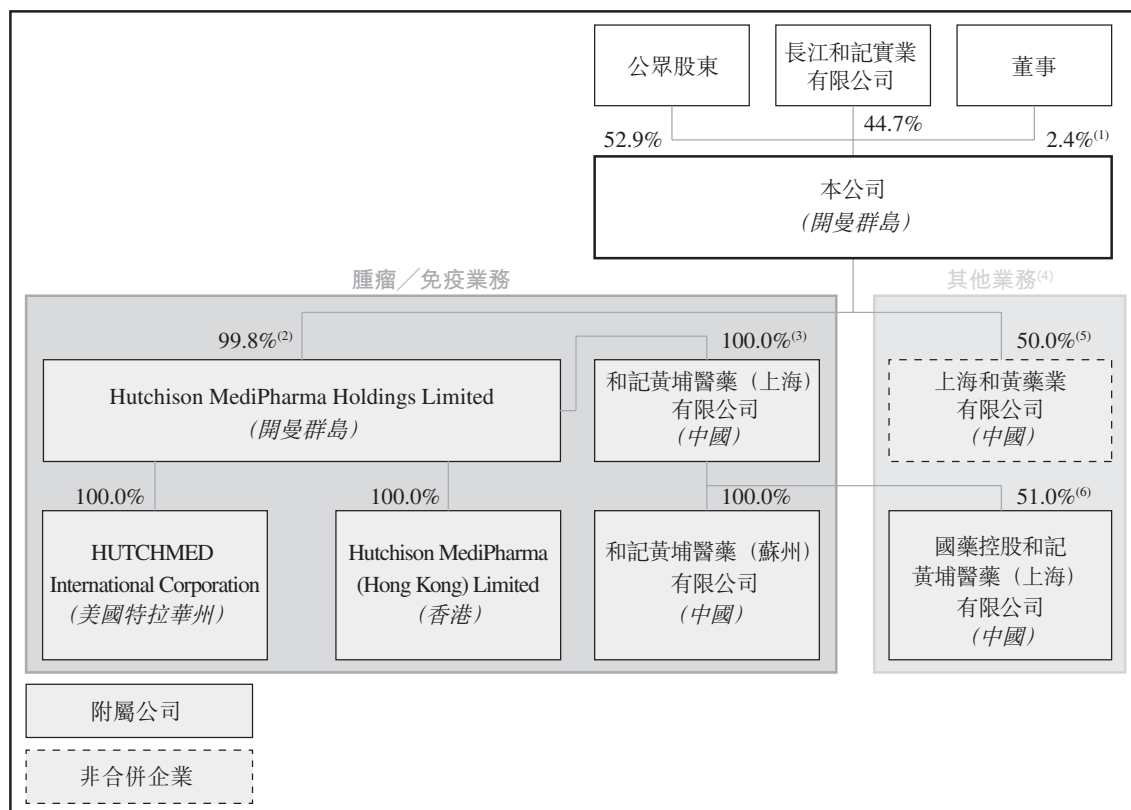 公眾股東
長江和記實業
有限公司
董事
52.9%
44.7%
2.4%(1)
本公司
(開曼群島)
腫瘤／免疫業務
其他業務(4)
99.8%(2)
100.0%(3)
50.0%(5)
Hutchison MediPharma Holdings Limited
(開曼群島)
和記黃埔醫藥（上海）
有限公司
(中國)
上海和黃藥業
有限公司
(中國)
100.0%
100.0%
100.0%
51.0%(6)
HUTCHMED
International Corporation
(美國特拉華州)
Hutchison MediPharma
(Hong Kong) Limited
(香港)
和記黃埔醫藥（蘇州）
有限公司
(中國)
國藥控股和記
黃埔醫藥（上海）
有限公司
(中國)
附屬公司
非合併企業